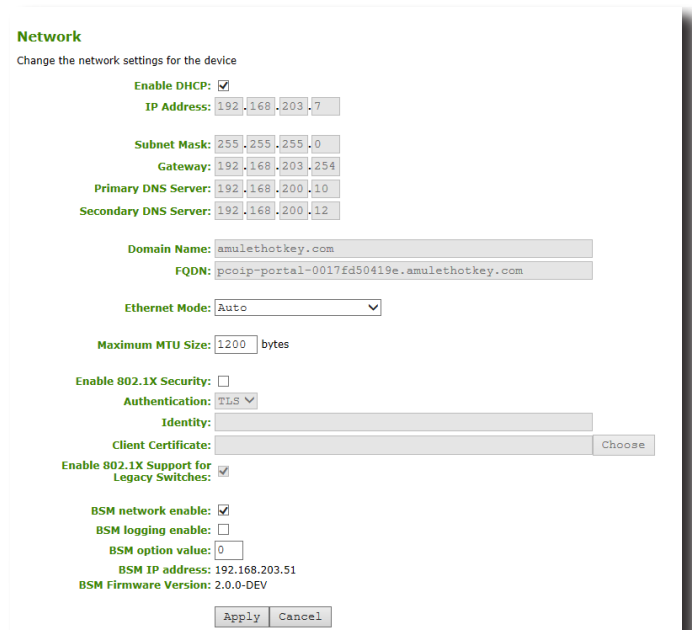 Network
Change the network settings for the device
Enable DHCP:
IP Address: 192 . 168 . 203 . 7
Subnet Mask: 255 . 255 . 255 . 0
Gateway: 192 . 168 . 203 . 254
Primary DNS Server: 192 . 168 . 200 . 10
Secondary DNS Server: 192 . 168 . 200 . 12
Domain Name: amulethotkey.com
FQDN: pcoip-portal-0017fd50419e.amulethotkey.com
Ethernet Mode: Auto
Maximum MTU Size: 1200 bytes
Enable 802.1X Security:
Authentication: TLS
Identity:
Client Certificate: Choose
Enable 802.1X Support for
Legacy Switches:
BSM network enable:
BSM logging enable:
BSM option value: 0
BSM IP address: 192.168.203.51
BSM Firmware Version: 2.0.0-DEV
Apply Cancel